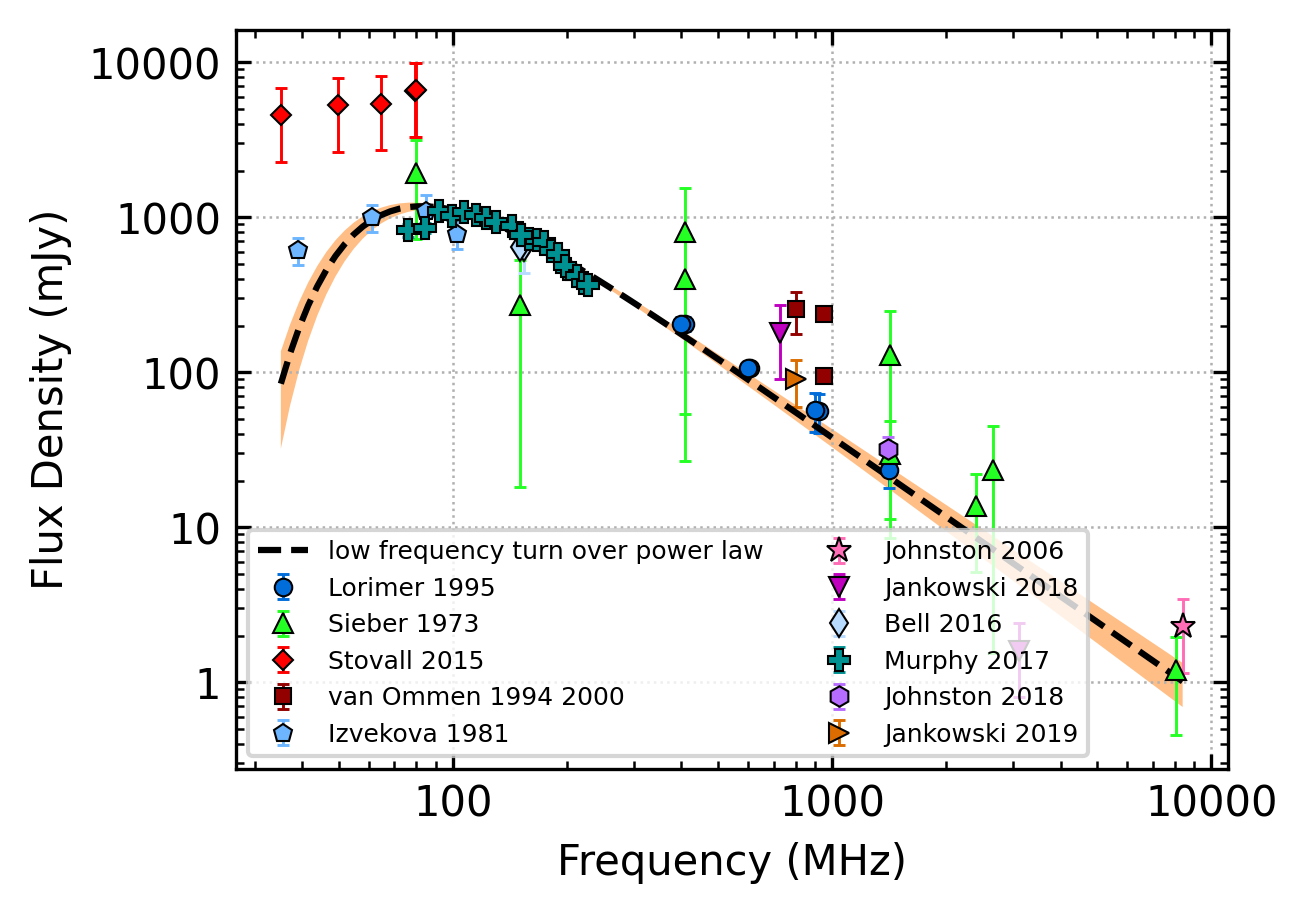 10000
1000
100
10
1
Flux Density (mJy)
low frequency turn over power law
Lorimer 1995
Sieber 1973
Stovall 2015
van Ommen 1994 2000
Izvekova 1981
Johnston 2006
Jankowski 2018
Bell 2016
Murphy 2017
Johnston 2018
Jankowski 2019
100
1000
10000
Frequency (MHz)